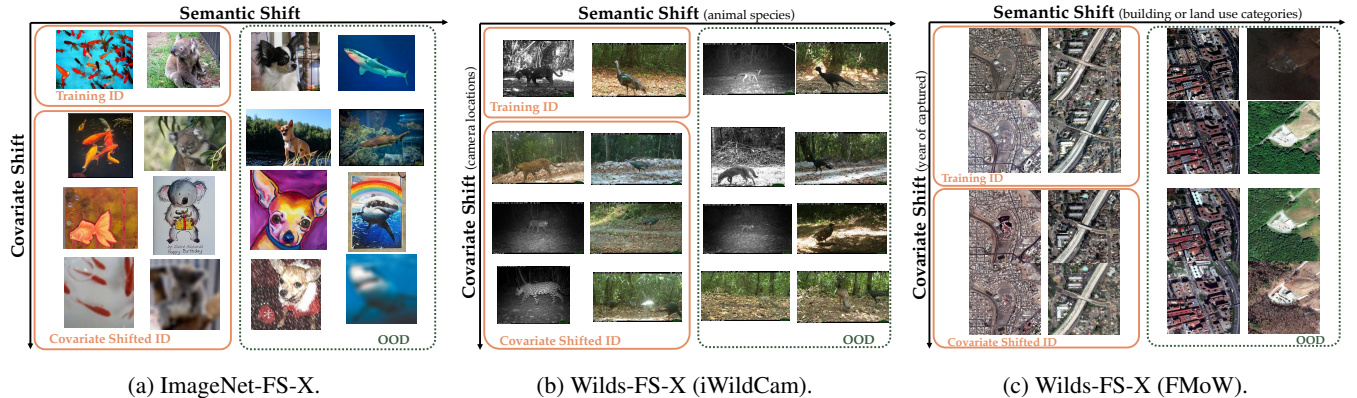 Semantic Shift
Covariate Shift
Training ID
Covariate Shifted ID
OOD
(a) ImageNet-FS-X.
Semantic Shift (animal species)
Covariate Shift (camera locations)
Training ID
Covariate Shifted ID
OOD
(b) Wilds-FS-X (iWildCam).
Semantic Shift (building or land use categories)
Covariate Shift (year of captured)
Training ID
Covariate Shifted ID
OOD
(c) Wilds-FS-X (FMoW).